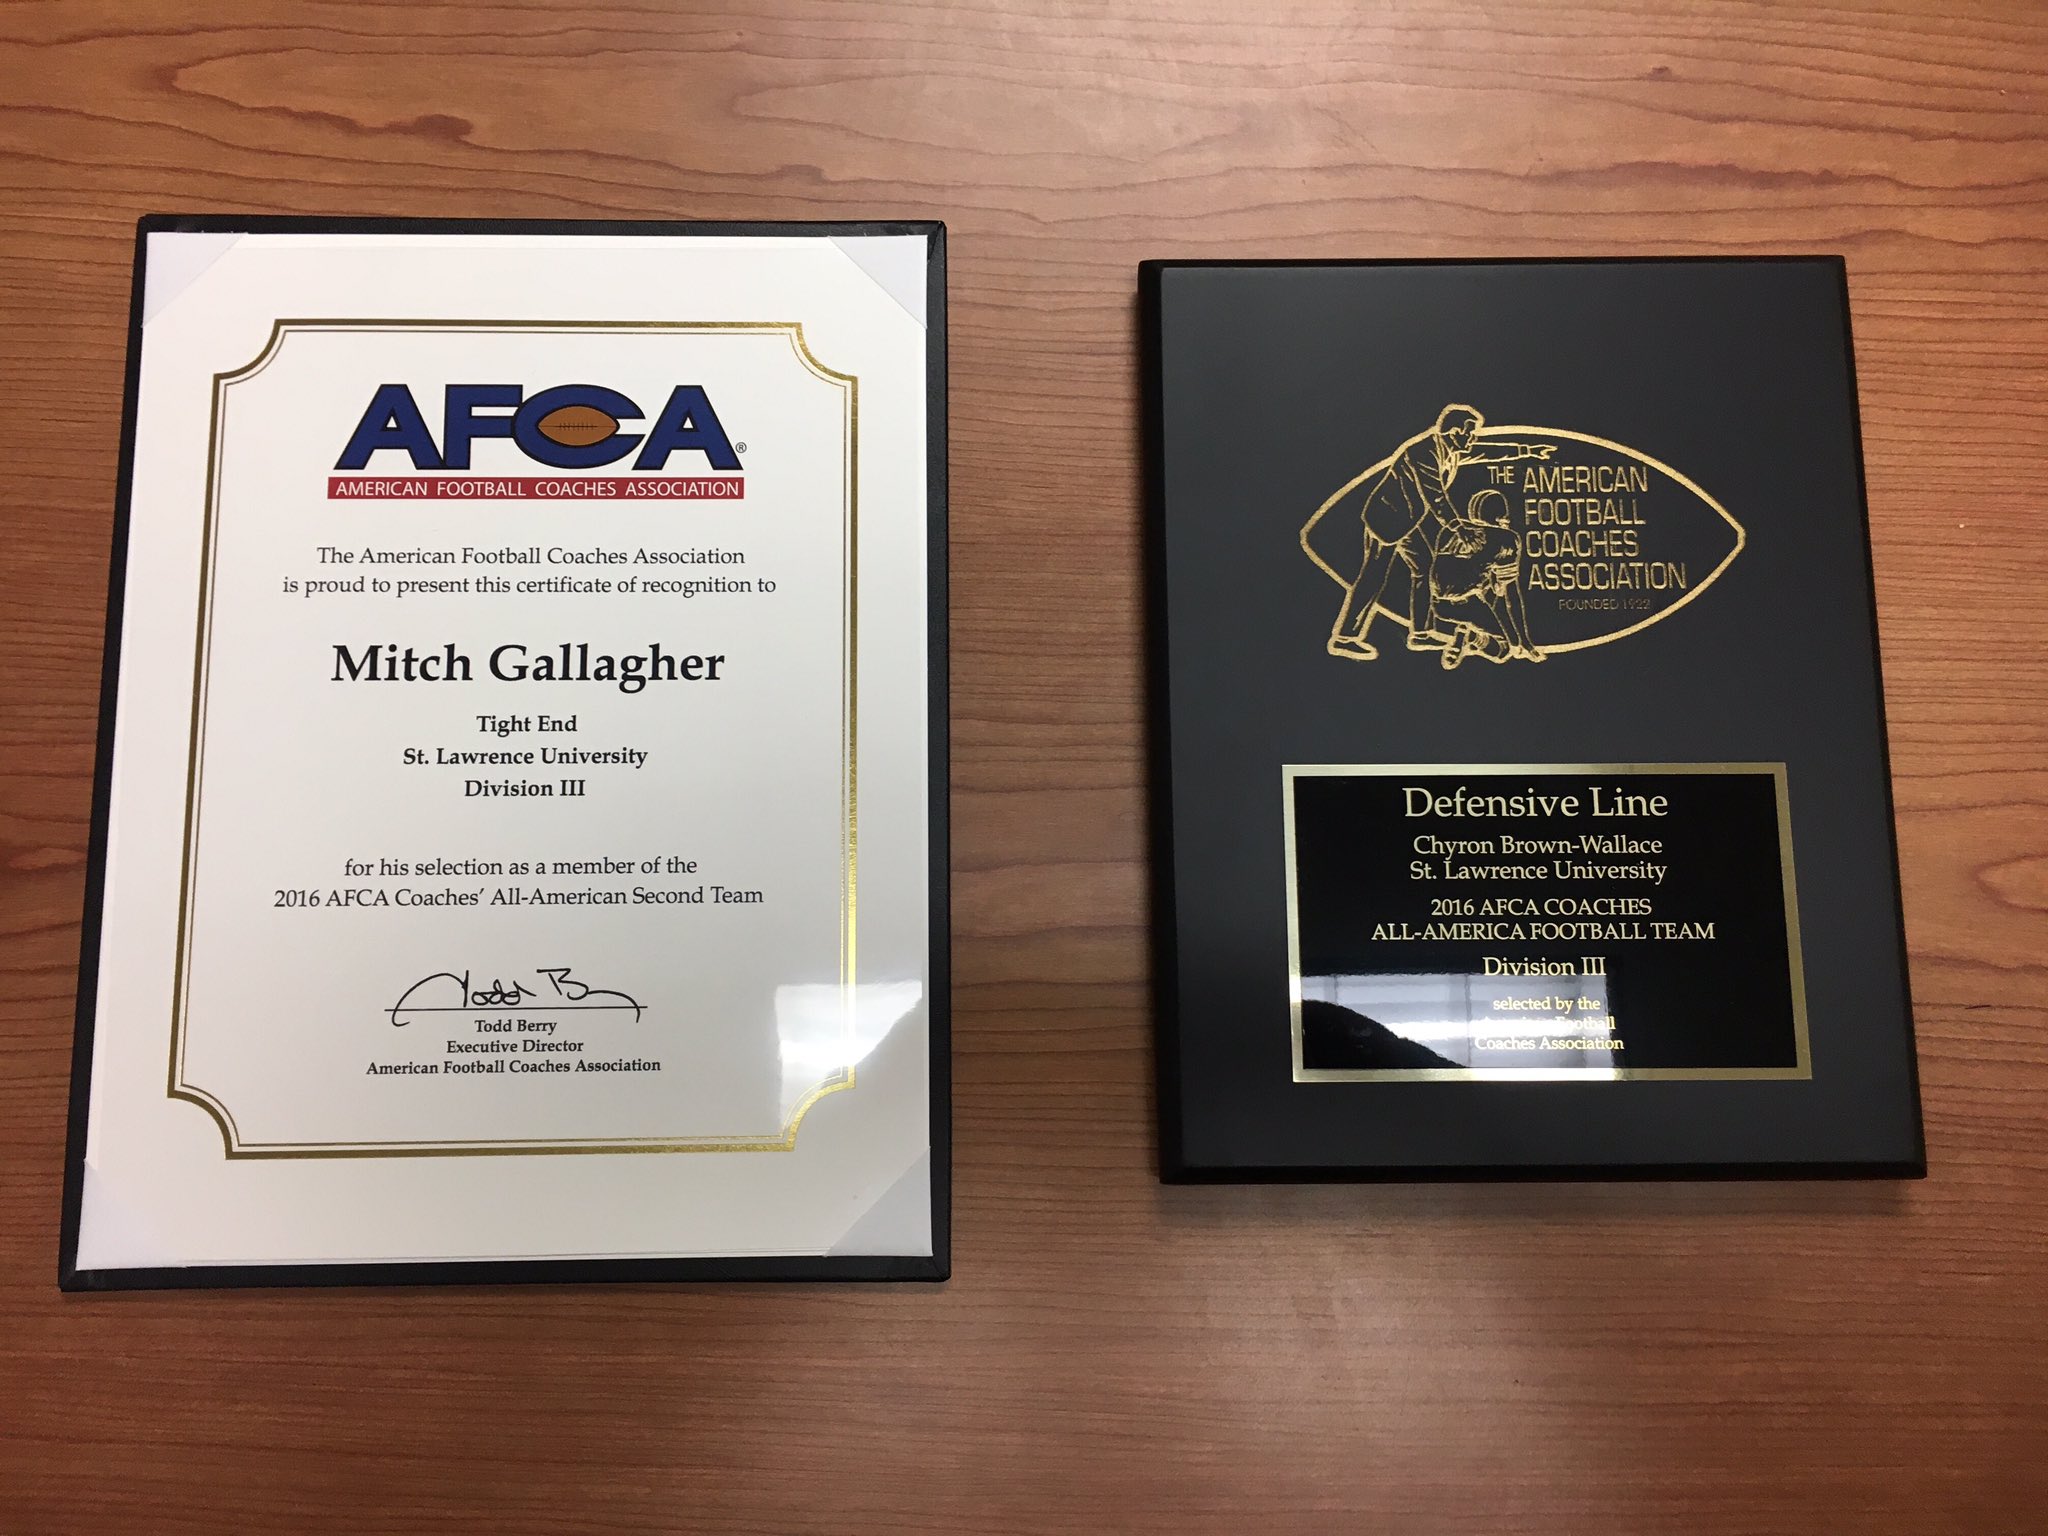 AFCA®
AMERICAN FOOTBALL COACHES ASSOCIATION
The American Football Coaches Association
is proud to present this certificate of recognition to
Mitch Gallagher
Tight End
St. Lawrence University
Division III
for his selection as a member of the
2016 AFCA Coaches' All-American Second Team
Todd Berry
Executive Director
American Football Coaches Association
THE AMERICAN
FOOTBALL
COACHES
ASSOCIATION
FOUNDED 1922
Defensive Line
Chyron Brown-Wallace
St. Lawrence University
2016 AFCA COACHES
ALL-AMERICA FOOTBALL TEAM
Division III
selected by the
American Football
Coaches Association